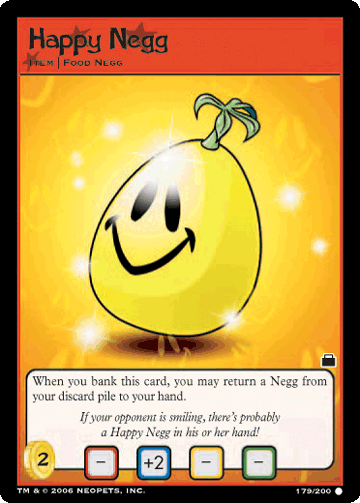 Happy Negg
Item | Food Negg
When you bank this card, you may return a Negg from
your discard pile to your hand.
If your opponent is smiling, there's probably
a Happy Negg in his or her hand!
2
–
+2
–
–
TM & © 2006 NEOPETS, INC.
179/200